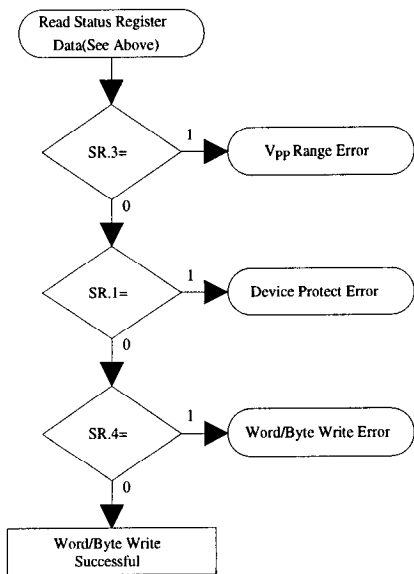 Read Status Register
Data(See Above)
SR.3=
1
VPP Range Error
0
SR.1=
1
Device Protect Error
0
SR.4=
1
Word/Byte Write Error
0
Word/Byte Write
Successful